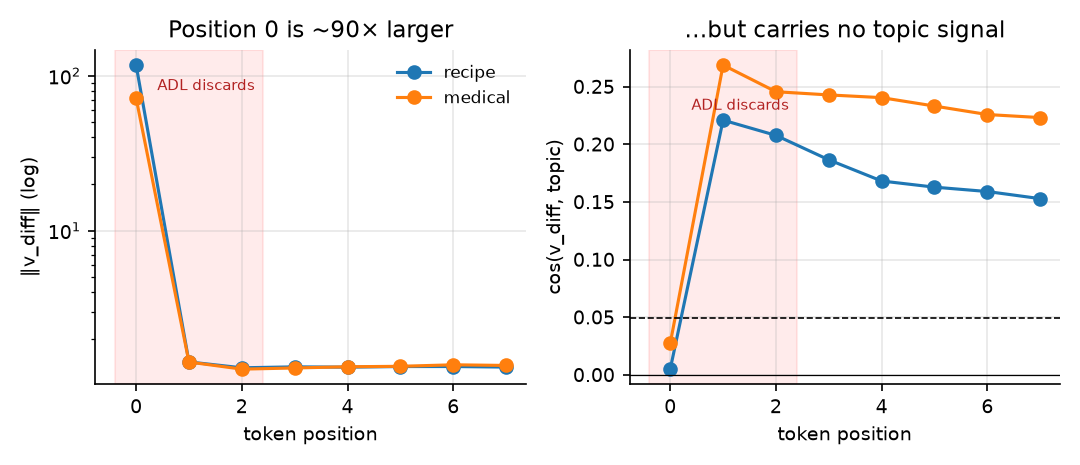 Position 0 is ~90× larger
10²
10¹
‖v_diff‖ (log)
ADL discards
recipe
medical
0
2
4
6
token position
...but carries no topic signal
0.25
0.20
0.15
0.10
0.05
0.00
cos(v_diff, topic)
ADL discards
0
2
4
6
token position